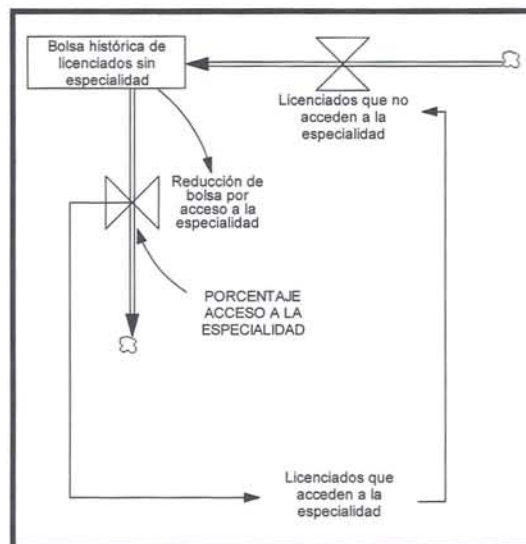 Bolsa histórica de
licenciados sin
especialidad
Licenciados que no
acceden a la
especialidad
Reducción de
bolsa por
acceso a la
especialidad
PORCENTAJE
ACCESO A LA
ESPECIALIDAD
Licenciados que
acceden a la
especialidad